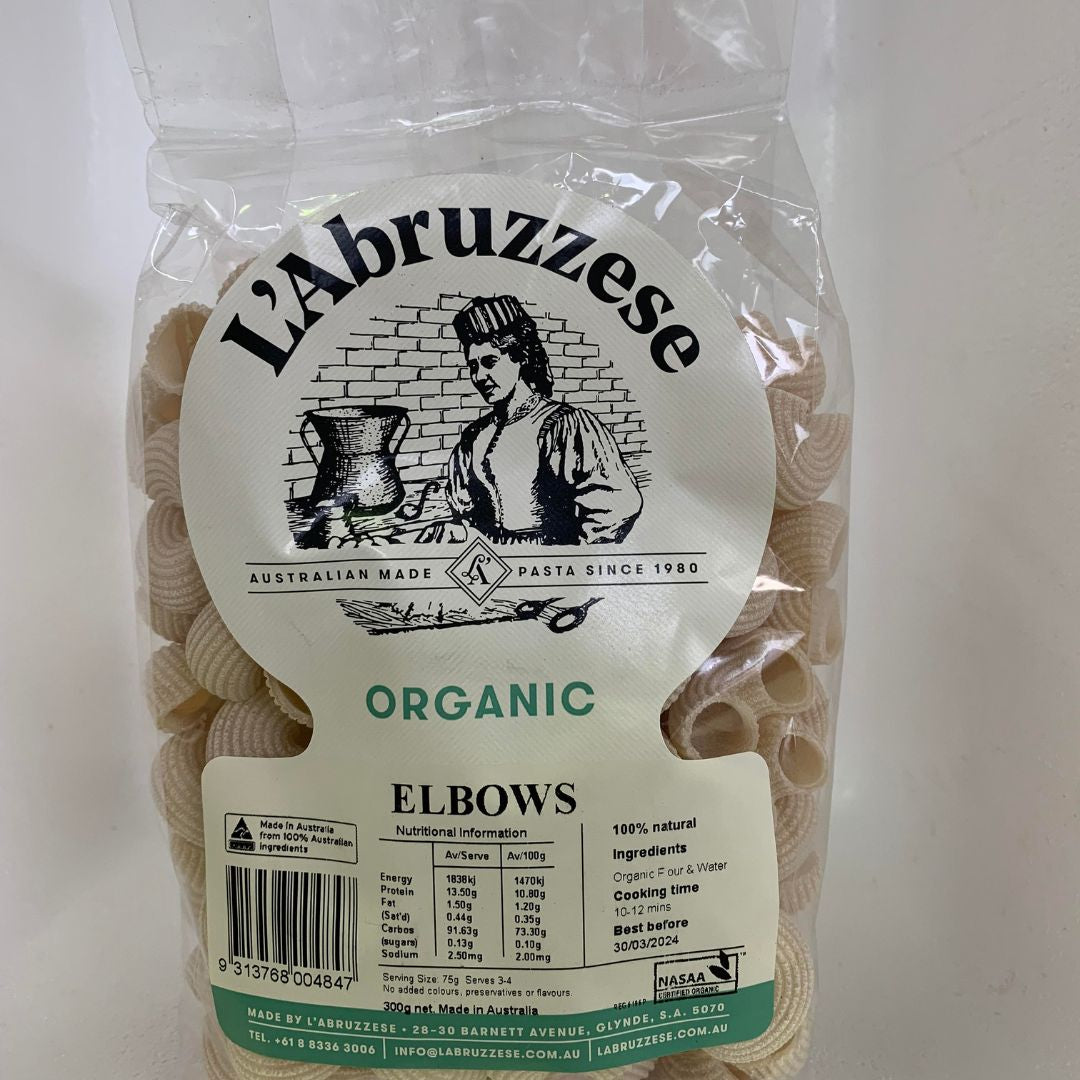 L'Abruzzese
AUSTRALIAN MADE LA PASTA SINCE 1980
ORGANIC
ELBOWS
Made in Australia
from 100% Australian
ingredients
9 313768 004847
Nutritional Information
Av/Serve Av/100g
Energy 1838kj 1470kj
Protein 13.50g 10.80g
Fat 1.50g 1.20g
(Sat'd) 0.44g 0.35g
Carbos 91.63g 73.30g
(sugars) 0.13g 0.10g
Sodium 2.50mg 2.00mg
Serving Size: 75g Serves 3-4
No added colours, preservatives or flavours.
300g net. Made in Australia
100% natural
Ingredients
Organic F our & Water
Cooking time
10-12 mins
Best before
30/03/2024
NASAA
CERTIFIED ORGANIC
MADE BY L'ABRUZZESE • 28-30 BARNETT AVENUE, GLYNDE, S.A. 5070
TEL. +61 8 8336 3006 | INFO@LABRUZZESE.COM.AU | LABRUZZESE.COM.AU